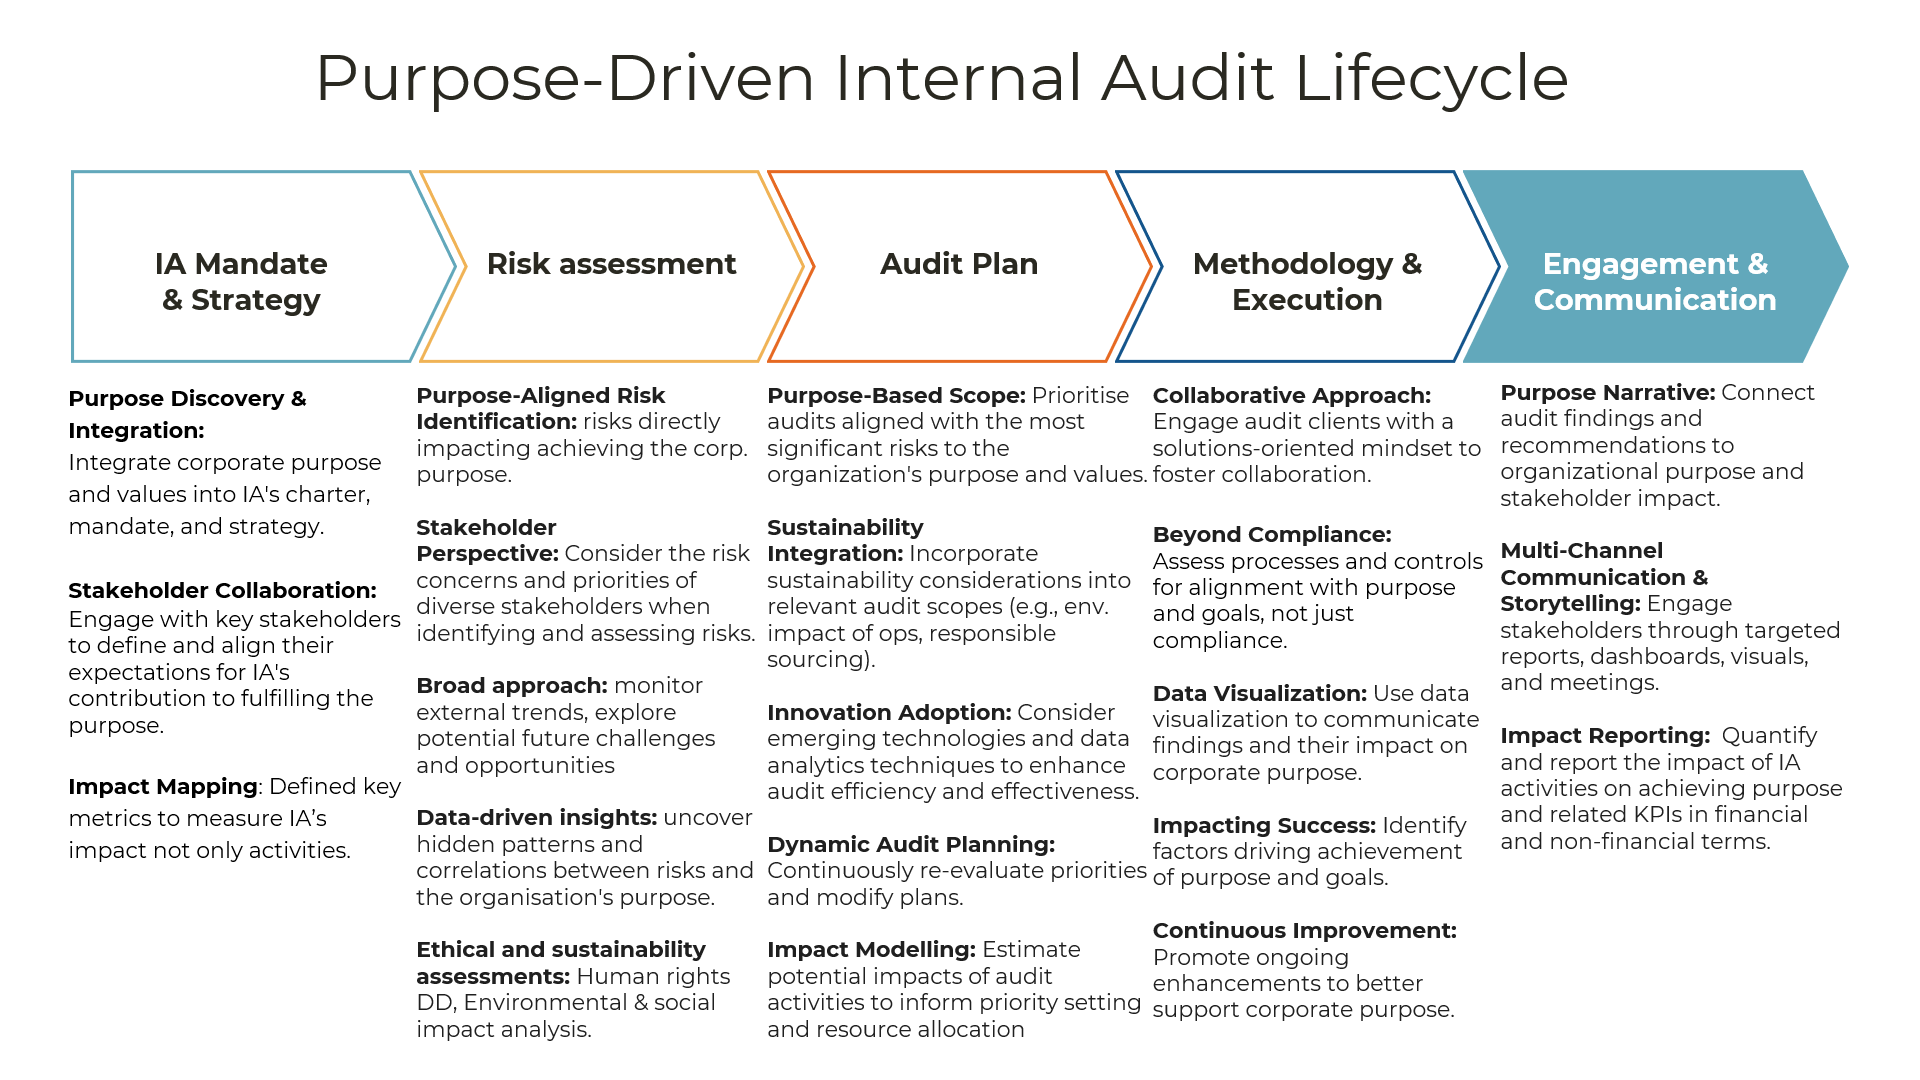 Purpose-Driven Internal Audit Lifecycle
IA Mandate
& Strategy
Risk assessment
Audit Plan
Methodology &
Execution
Engagement &
Communication
Purpose Discovery &
Integration:
Integrate corporate purpose
and values into IA's charter,
mandate, and strategy.
Stakeholder Collaboration:
Engage with key stakeholders
to define and align their
expectations for IA's
contribution to fulfilling the
purpose.
Impact Mapping: Defined key
metrics to measure IA’s
impact not only activities.
Purpose-Aligned Risk
Identification: risks directly
impacting achieving the corp.
purpose.
Stakeholder
Perspective: Consider the risk
concerns and priorities of
diverse stakeholders when
identifying and assessing risks.
Broad approach: monitor
external trends, explore
potential future challenges
and opportunities
Data-driven insights: uncover
hidden patterns and
correlations between risks and
the organisation's purpose.
Ethical and sustainability
assessments: Human rights
DD, Environmental & social
impact analysis.
Purpose-Based Scope: Prioritise
audits aligned with the most
significant risks to the
organization's purpose and values.
Sustainability
Integration: Incorporate
sustainability considerations into
relevant audit scopes (e.g., env.
impact of ops, responsible
sourcing).
Innovation Adoption: Consider
emerging technologies and data
analytics techniques to enhance
audit efficiency and effectiveness.
Dynamic Audit Planning:
Continuously re-evaluate priorities
and modify plans.
Impact Modelling: Estimate
potential impacts of audit
activities to inform priority setting
and resource allocation
Collaborative Approach:
Engage audit clients with a
solutions-oriented mindset to
foster collaboration.
Beyond Compliance:
Assess processes and controls
for alignment with purpose
and goals, not just
compliance.
Data Visualization: Use data
visualization to communicate
findings and their impact on
corporate purpose.
Impacting Success: Identify
factors driving achievement
of purpose and goals.
Continuous Improvement:
Promote ongoing
enhancements to better
support corporate purpose.
Purpose Narrative: Connect
audit findings and
recommendations to
organizational purpose and
stakeholder impact.
Multi-Channel
Communication &
Storytelling: Engage
stakeholders through targeted
reports, dashboards, visuals,
and meetings.
Impact Reporting:  Quantify
and report the impact of IA
activities on achieving purpose
and related KPIs in financial
and non-financial terms.